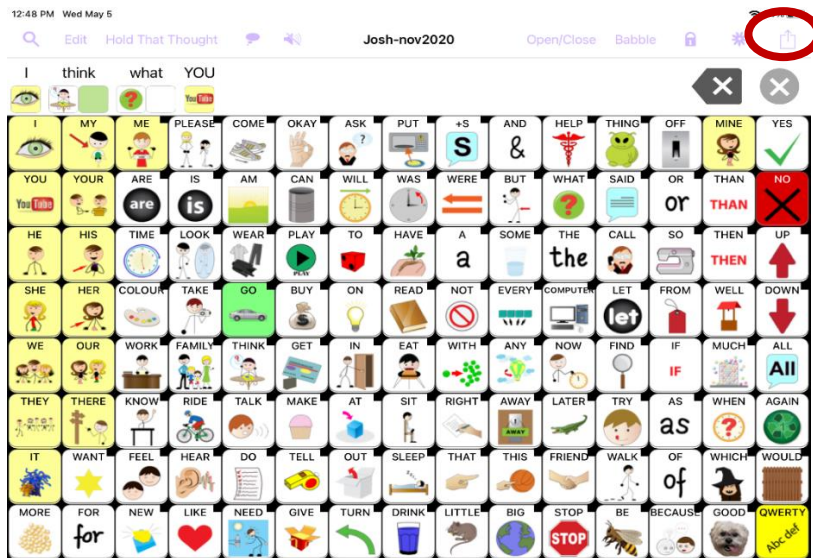 12:48 PM Wed May 5
Edit Hold That Thought Josh-nov2020 Open/Close Babble
I think what YOU
You Tube
I MY ME PLEASE COME OKAY ASK PUT +S AND HELP THING OFF MINE YES
? S &
YOU YOUR ARE IS AM CAN WILL WAS WERE BUT WHAT SAID OR THAN NO
You Tube are is ? or THAN
HE HIS TIME LOOK WEAR PLAY TO HAVE A SOME THE CALL SO THEN UP
PLAY a the THEN
SHE HER COLOUR TAKE GO BUY ON READ NOT EVERY COMPUTER LET FROM WELL DOWN
$ let
WE OUR WORK FAMILY THINK GET IN EAT WITH ANY NOW FIND IF MUCH ALL
IF All
THEY THERE KNOW RIDE TALK MAKE AT SIT RIGHT AWAY LATER TRY AS WHEN AGAIN
AWAY as ?
IT WANT FEEL HEAR DO TELL OUT SLEEP THAT THIS FRIEND WALK OF WHICH WOULD
of
MORE FOR NEW LIKE NEED GIVE TURN DRINK LITTLE BIG STOP BE BECAUSE GOOD QWERTY
for STOP Abc def